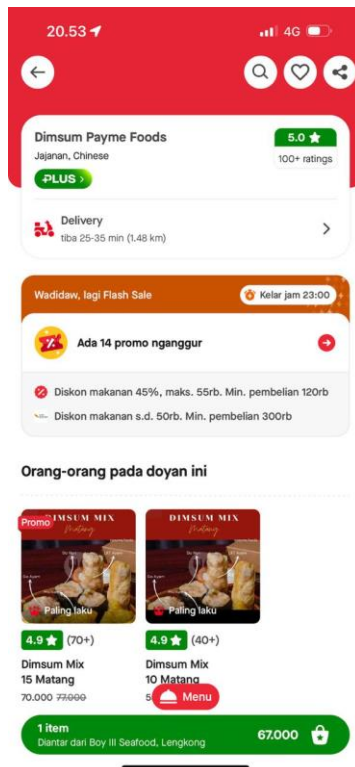 20.53
4G
Dimsum Payme Foods
5.0
Jajanan, Chinese
100+ ratings
PLUS
Delivery
tiba 25-35 min (1.48 km)
Wadidaw, lagi Flash Sale
Kelar jam 23:00
Ada 14 promo nganggur
Diskon makanan 45%, maks. 55rb. Min. pembelian 120rb
Diskon makanan s.d. 50rb. Min. pembelian 300rb
Orang-orang pada doyan ini
Promo
DIMSUM MIX
Matang
Paling laku
DIMSUM MIX
Matang
Paling laku
4.9 (70+)
4.9 (40+)
Dimsum Mix
15 Matang
70.000 77.000
Dimsum Mix
10 Matang
5
Menu
1 item
Diantar dari Boy lll Seafood, Lengkong
67.000